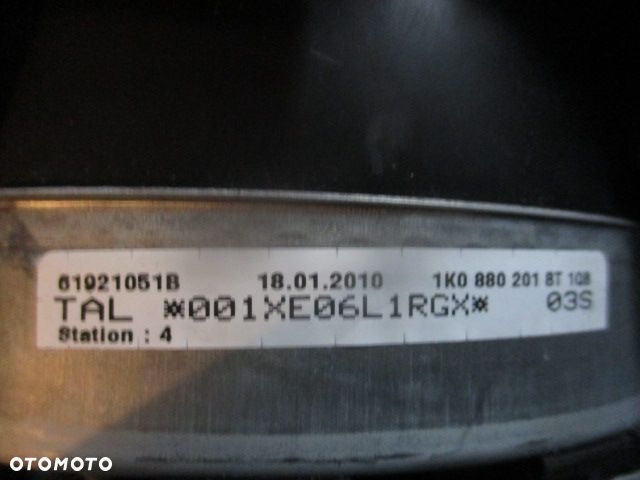 61921051B 18.01.2010 1K0 880 201 BT 1QB
TAL *001XE06L1RGX* 03S
Station : 4
OTOMOTO